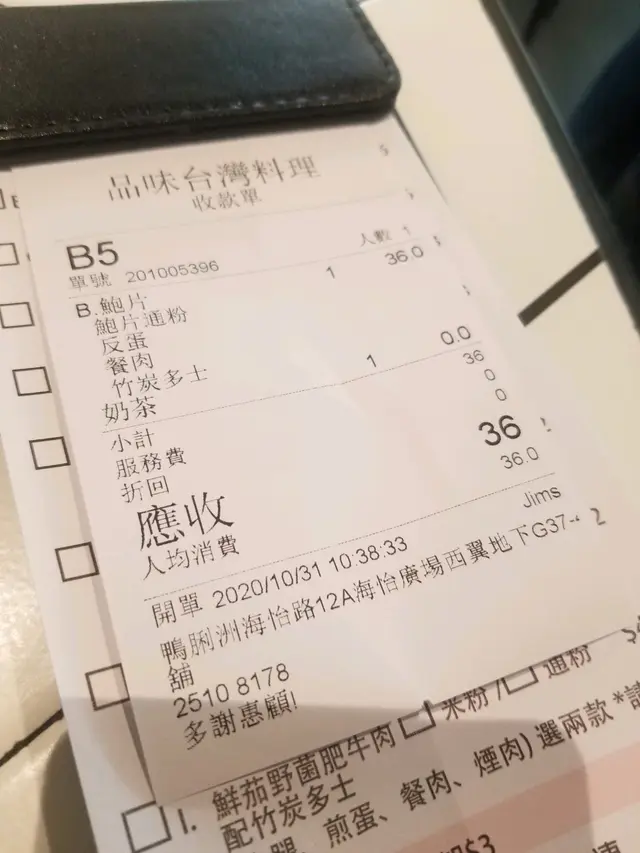 品味台灣料理
收款單
B5
單號 201005396 人數 1
B.鮑片 1 36.0
鮑片通粉
反蛋
餐肉
竹炭多士
奶茶 1 0.0
小計 36
服務費 0
折回 0
應收 36
人均消費 36.0
開單 2020/10/31 10:38:33 Jims
鴨脷洲海怡路12A海怡廣場西翼地下G37-
舖
2510 8178
多謝惠顧!
米粉 / 通粉
鮮茄野菌肥牛肉
配竹炭多士
煎蛋、餐肉、煙肉) 選兩款 *請